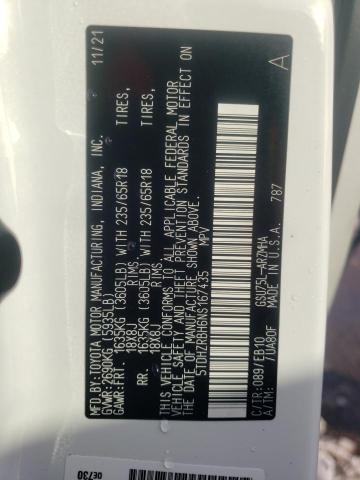 MFD.BY:TOYOTA MOTOR MANUFACTURING, INDIANA, INC. 11/21
GVWR:2690KG (5935LB)
GAWR:FRT. 1635KG (3605LB) WITH 235/65R18 TIRES,
18X8J RIMS.
RR. 1635KG (3605LB) WITH 235/65R18 TIRES,
18X8J RIMS.
THIS VEHICLE CONFORMS TO ALL APPLICABLE FEDERAL MOTOR
VEHICLE SAFETY AND THEFT PREVENTION STANDARDS IN EFFECT ON
THE DATE OF MANUFACTURE SHOWN ABOVE.
5TDHZRBH6NS167435 MPV
A
C/TR:089/EB10 GSU75L-ARZMHA
/UA80F MADE IN U.S.A. 787
0E730